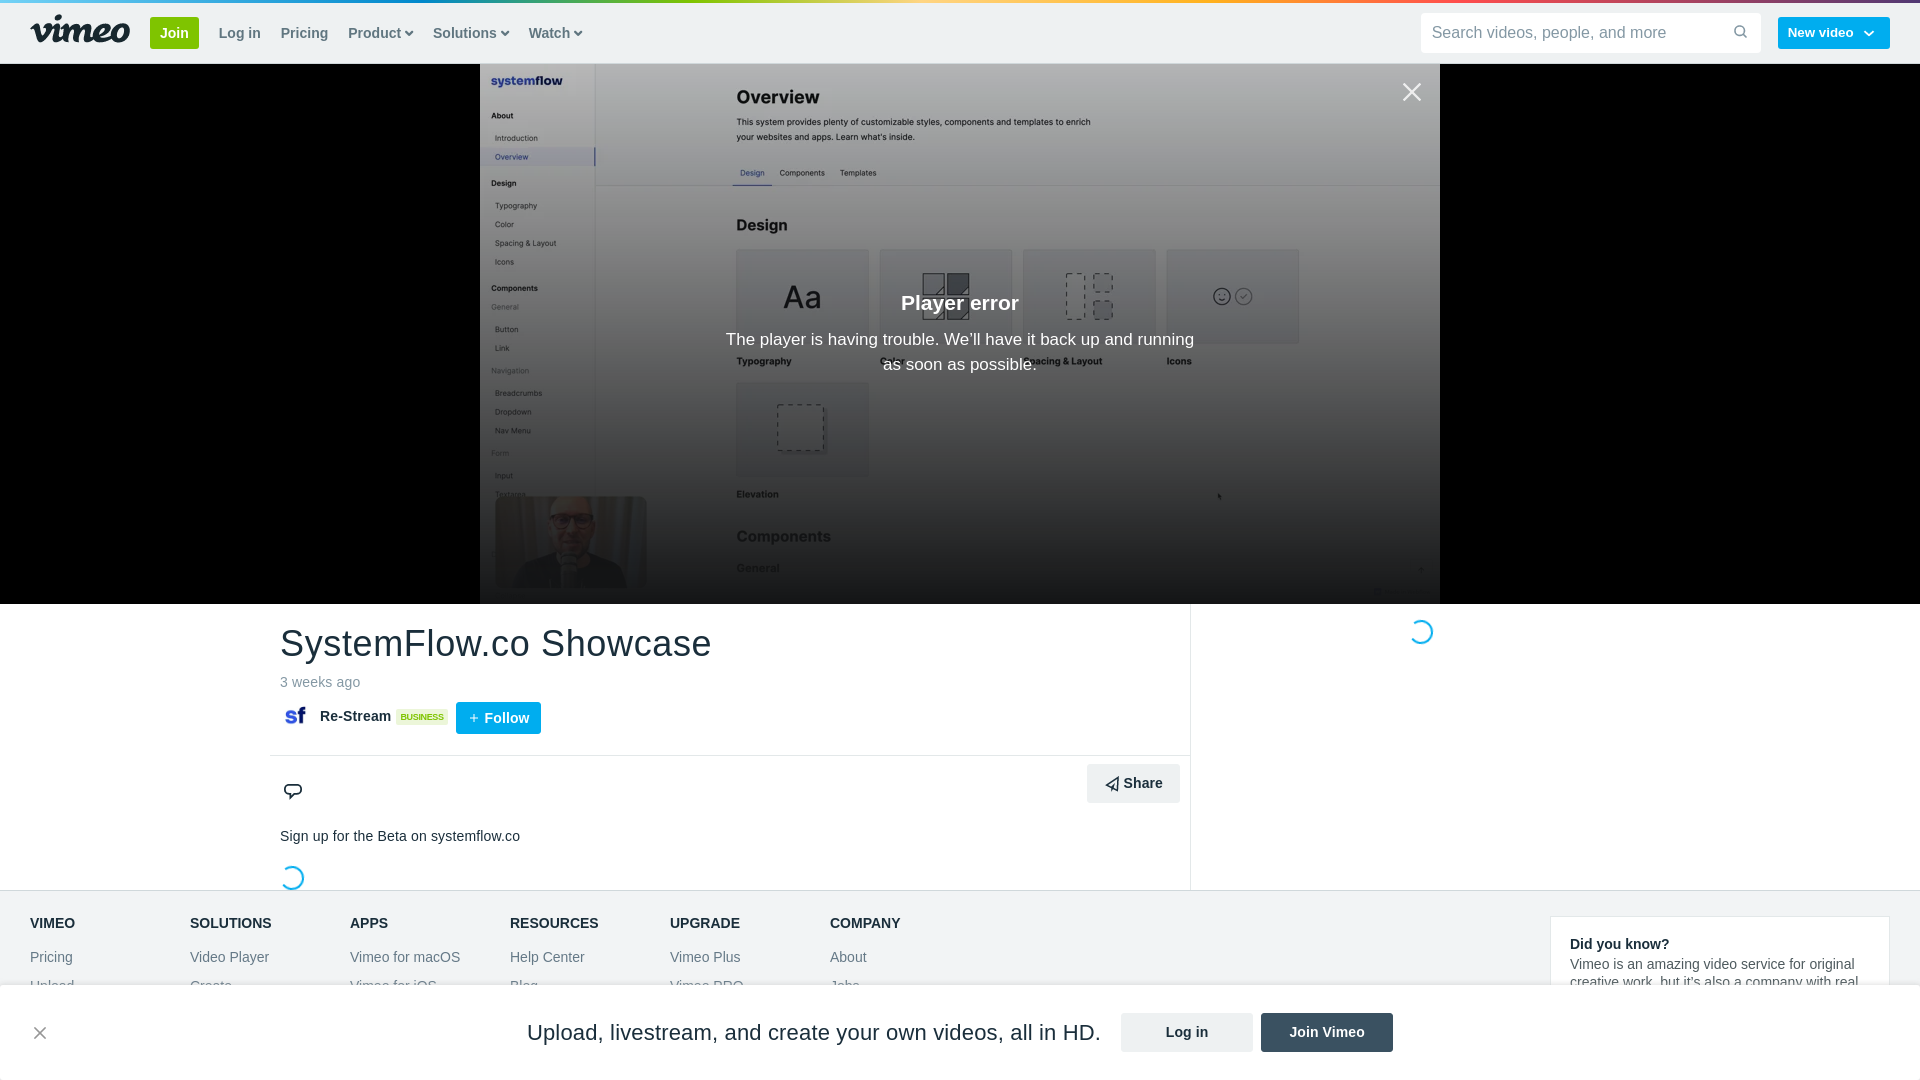 vimeo
Join
Log in
Pricing
Product
Solutions
Watch
Search videos, people, and more
New video
systemflow
About
Introduction
Overview
Design
Typography
Color
Spacing & Layout
Icons
Components
General
Button
Link
Navigation
Breadcrumbs
Dropdown
Nav Menu
Form
Input
Overview
This system provides plenty of customizable styles, components and templates to enrich
your websites and apps. Learn what's inside.
Design Components Templates
Design
Aa
Typography
Color
Spacing & Layout
Icons
Elevation
Components
General
Player error
The player is having trouble. We’ll have it back up and running
as soon as possible.
SystemFlow.co Showcase
3 weeks ago
sf
Re-Stream BUSINESS
+ Follow
Share
Sign up for the Beta on systemflow.co
VIMEO
Pricing
Upload
SOLUTIONS
Video Player
Create
APPS
Vimeo for macOS
Vimeo for iOS
RESOURCES
Help Center
Blog
UPGRADE
Vimeo Plus
Vimeo PRO
COMPANY
About
Jobs
Did you know?
Vimeo is an amazing video service for original
creative work, but it’s also a company with real
Upload, livestream, and create your own videos, all in HD.
Log in
Join Vimeo